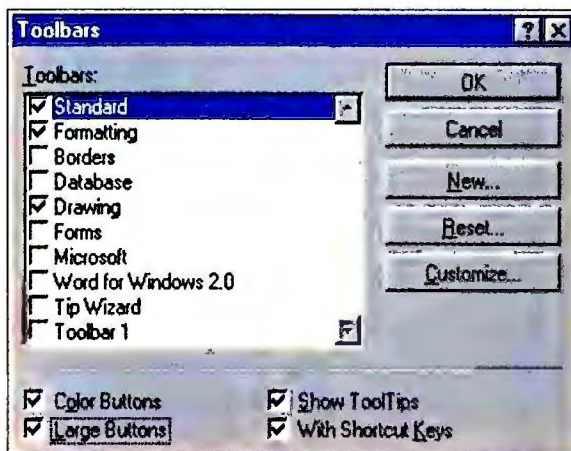 Toolbars
Toolbars:
Standard
Formatting
Borders
Database
Drawing
Forms
Microsoft
Word for Windows 2.0
Tip Wizard
Toolbar 1
OK
Cancel
New...
Reset...
Customize...
Color Buttons
Large Buttons
Show ToolTips
With Shortcut Keys